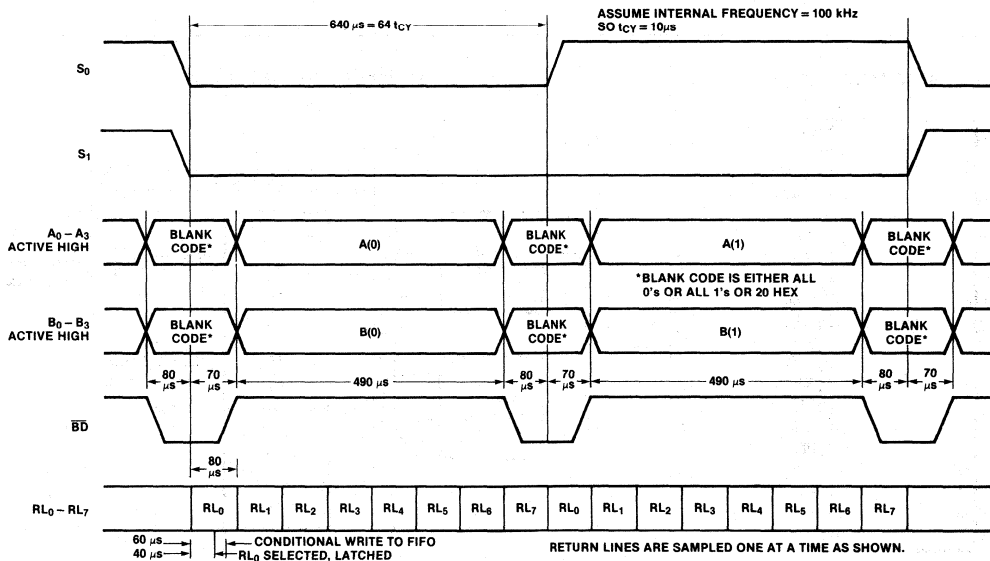 640 μs = 64 tCY
ASSUME INTERNAL FREQUENCY = 100 kHz
SO tCY = 10μs
S0
S1
A0 – A3
ACTIVE HIGH
BLANK
CODE*
A(0)
BLANK
CODE*
A(1)
BLANK
CODE*
*BLANK CODE IS EITHER ALL
0's OR ALL 1's OR 20 HEX
B0 – B3
ACTIVE HIGH
BLANK
CODE*
B(0)
BLANK
CODE*
B(1)
BLANK
CODE*
80 μs
70 μs
490 μs
80 μs
70 μs
490 μs
80 μs
70 μs
BD
80 μs
RL0 – RL7
RL0 RL1 RL2 RL3 RL4 RL5 RL6 RL7 RL0 RL1 RL2 RL3 RL4 RL5 RL6 RL7
60 μs
CONDITIONAL WRITE TO FIFO
40 μs
RL0 SELECTED, LATCHED
RETURN LINES ARE SAMPLED ONE AT A TIME AS SHOWN.